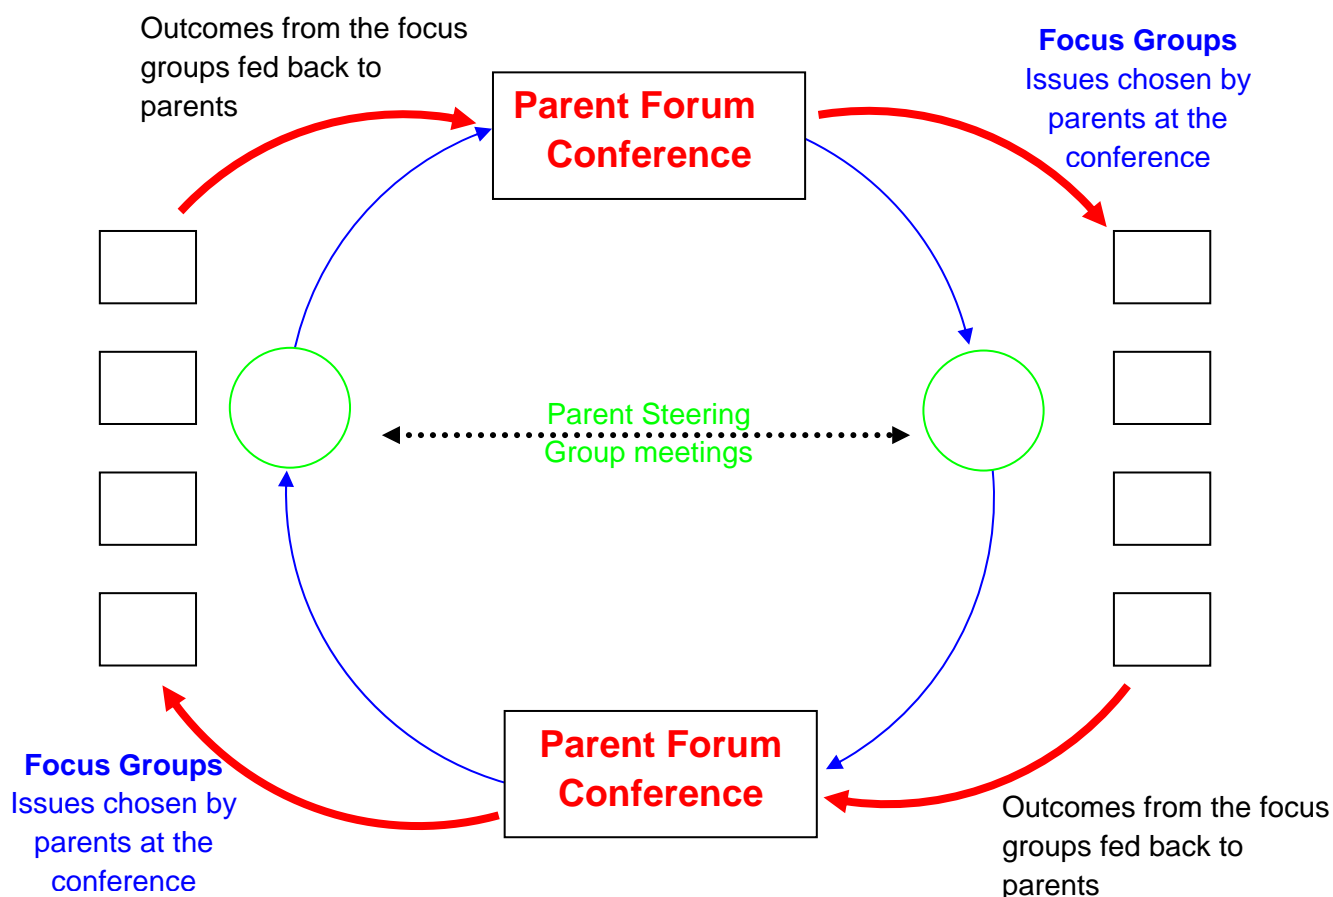 Outcomes from the focus
groups fed back to
parents
Parent Forum
Conference
Focus Groups
Issues chosen by
parents at the
conference
Parent Steering
Group meetings
Focus Groups
Issues chosen by
parents at the
conference
Parent Forum
Conference
Outcomes from the focus
groups fed back to
parents